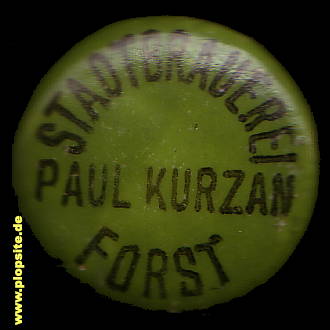 STADTBRAUEREI
PAUL KURZAN
FORST
www.plopsite.de